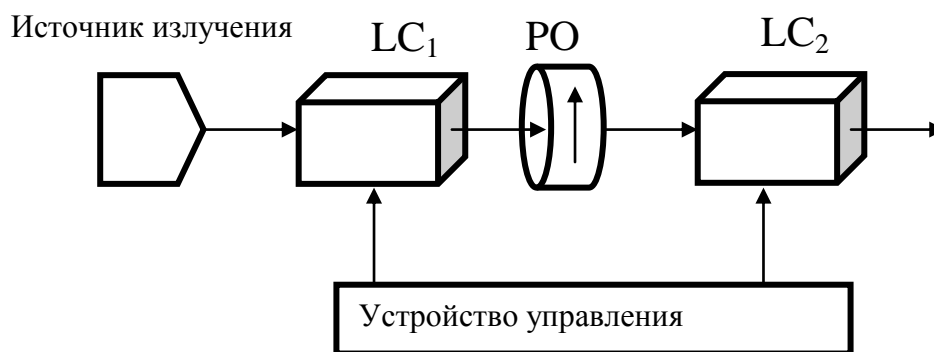 Источник излучения
LC₁
PO
LC₂
Устройство управления